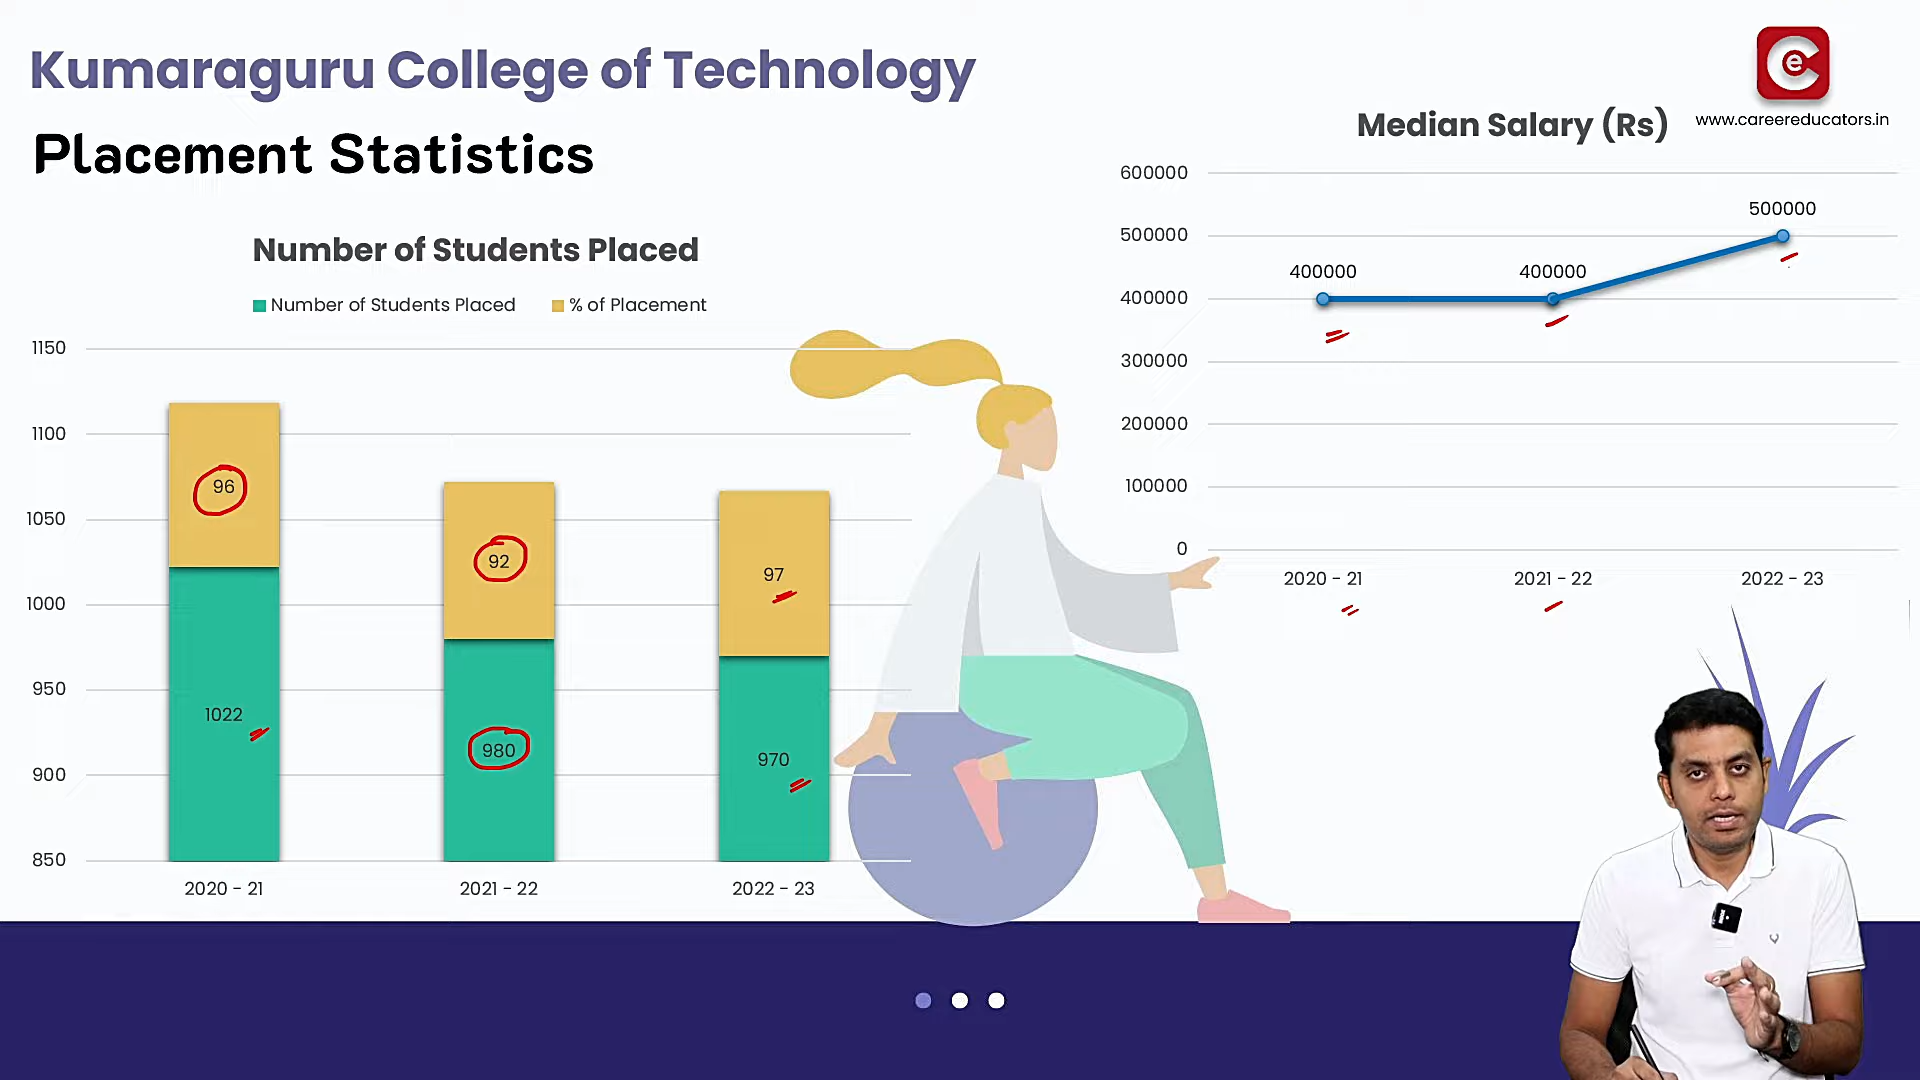 Kumaraguru College of Technology
Placement Statistics
e
www.careereducators.in
Number of Students Placed
Number of Students Placed
% of Placement
1150
1100
1050
1000
950
900
850
96
92
97
1022
980
970
2020 - 21
2021 - 22
2022 - 23
Median Salary (Rs)
600000
500000
400000
300000
200000
100000
0
400000
400000
500000
2020 - 21
2021 - 22
2022 - 23